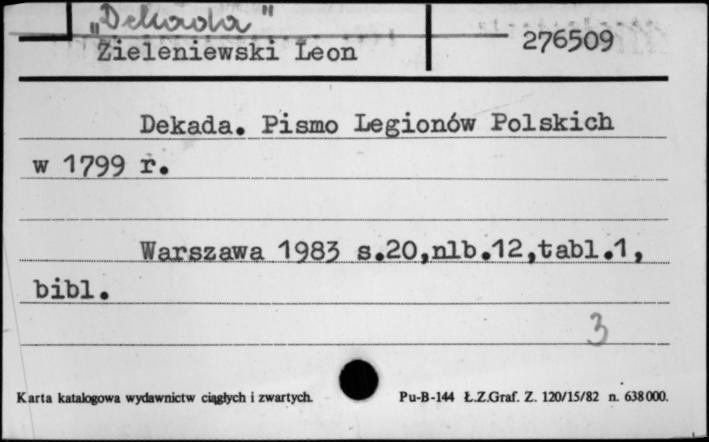 „Dekada"
Zieleniewski Leon
276509
Dekada. Pismo Legionów Polskich
w 1799 r.
Warszawa 1983 s.20,nlb.12,tabl.1,
bibl.
3
Karta katalogowa wydawnictw ciągłych i zwartych.
Pu-B-144 Ł.Z.Graf. Z. 120/15/82 n. 638000.